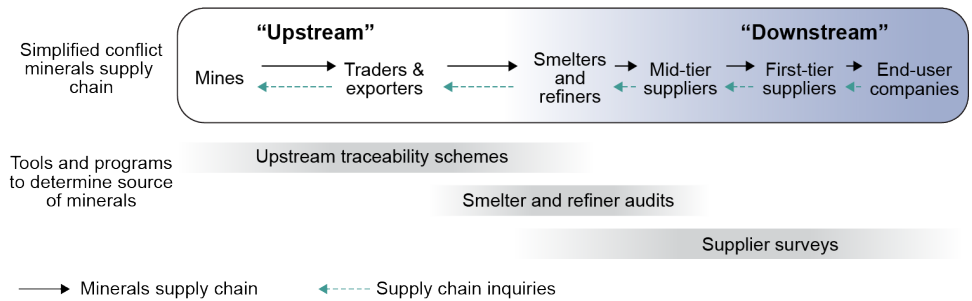 Simplified conflict
minerals supply
chain
“Upstream”
“Downstream”
Mines
Traders &
exporters
Smelters
and
refiners
Mid-tier
suppliers
First-tier
suppliers
End-user
companies
Tools and programs
to determine source
of minerals
Upstream traceability schemes
Smelter and refiner audits
Supplier surveys
Minerals supply chain
Supply chain inquiries